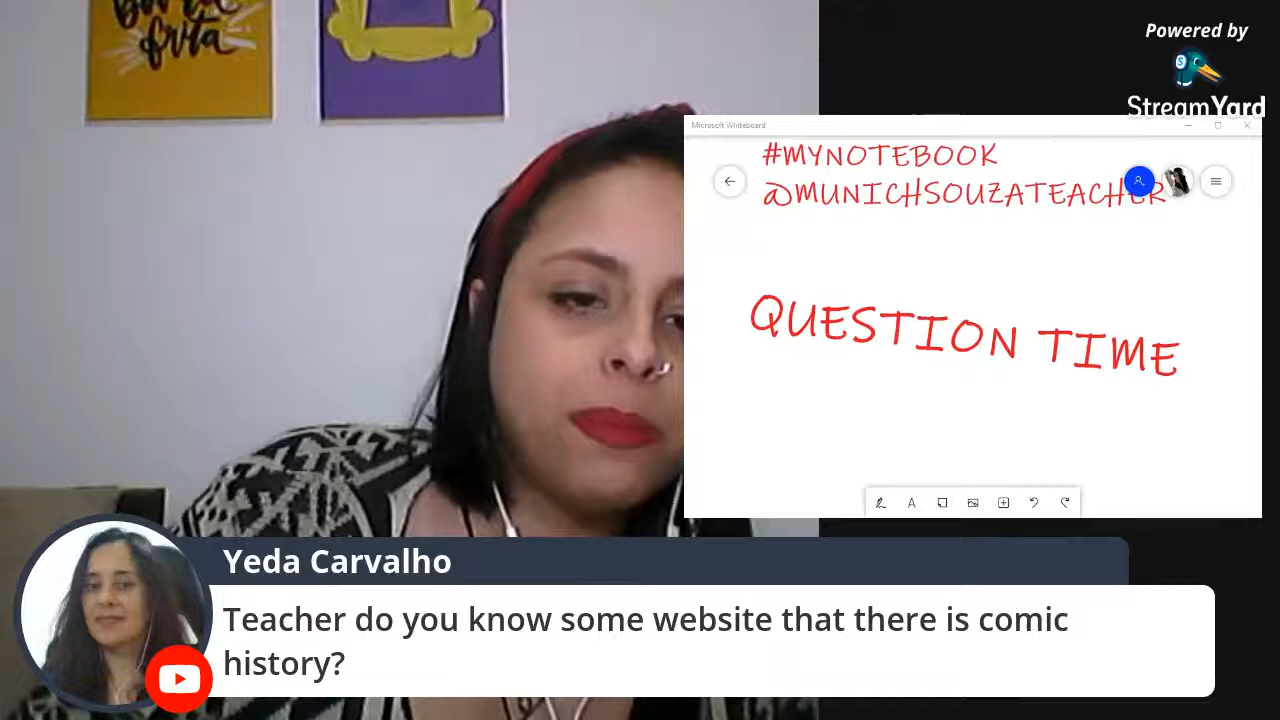 frita
Powered by
StreamYard
Microsoft Whiteboard
#MYNOTEBOOK
@MUNICHSOUZATEACHER
QUESTION TIME
Yeda Carvalho
Teacher do you know some website that there is comic
history?